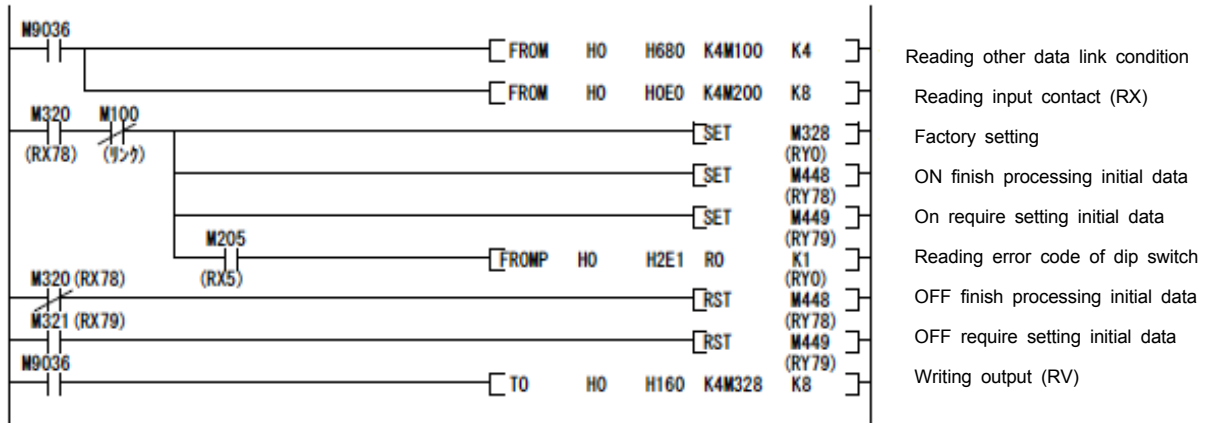 M9036
FROM H0 H680 K4M100 K4 Reading other data link condition
FROM H0 H0E0 K4M200 K8 Reading input contact (RX)
M320 M100
SET M328 Factory setting
(RX78) (ﾘﾝｸ) (RY0)
SET M448 ON finish processing initial data
(RY78)
SET M449 On require setting initial data
M205 (RY79)
FROMP H0 H2E1 R0 K1 Reading error code of dip switch
M320 (RX78) (RX5) (RY0)
RST M448 OFF finish processing initial data
M321 (RX79) (RY78)
RST M449 OFF require setting initial data
M9036 (RY79)
TO H0 H160 K4M328 K8 Writing output (RV)